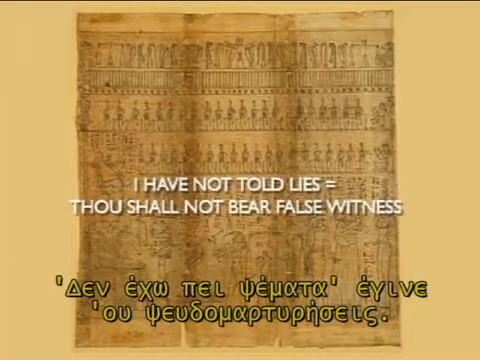 I HAVE NOT TOLD LIES =
THOU SHALL NOT BEAR FALSE WITNESS
'Δεν έχω πει ψέματα' έγινε
'ου ψευδομαρτυρήσεις.